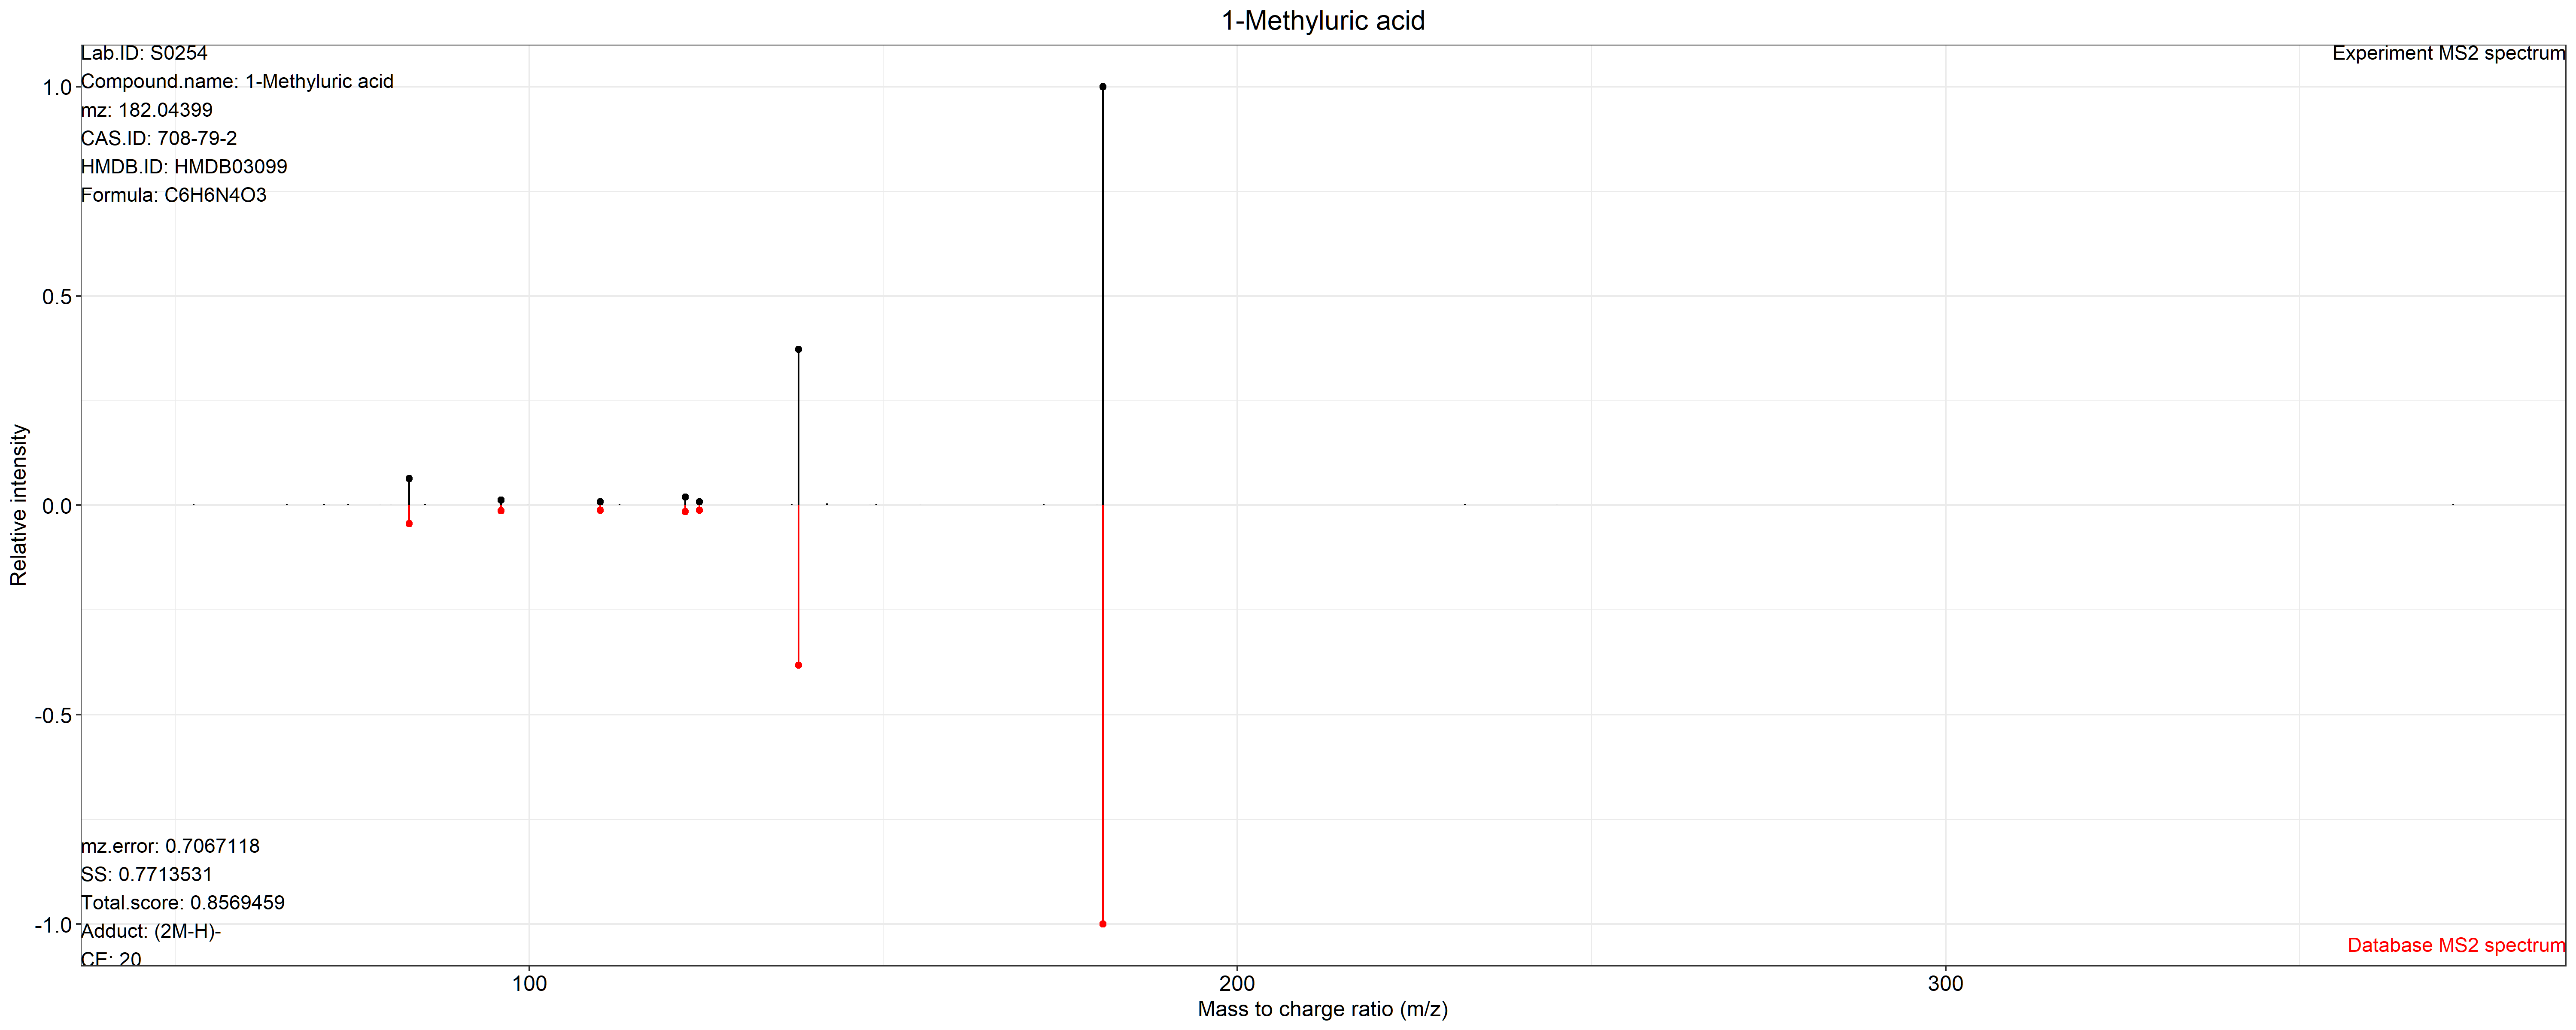 1-Methyluric acid
Lab.ID: S0254
Compound.name: 1-Methyluric acid
mz: 182.04399
CAS.ID: 708-79-2
HMDB.ID: HMDB03099
Formula: C6H6N4O3
Experiment MS2 spectrum
1.0
0.5
0.0
-0.5
-1.0
Relative intensity
mz.error: 0.7067118
SS: 0.7713531
Total.score: 0.8569459
Adduct: (2M-H)-
CE: 20
Database MS2 spectrum
100
200
300
Mass to charge ratio (m/z)